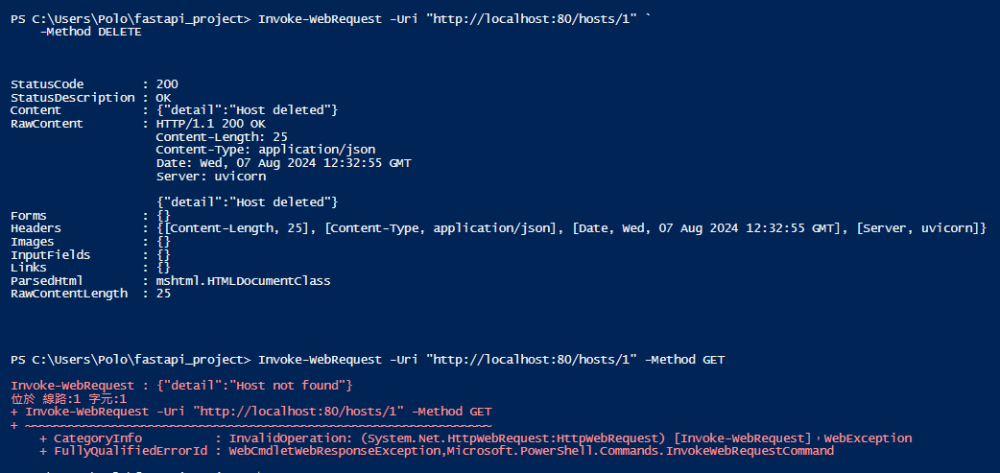 PS C:\Users\Polo\fastapi_project> Invoke-WebRequest -Uri "http://localhost:80/hosts/1" `
    -Method DELETE
StatusCode        : 200
StatusDescription : OK
Content           : {"detail":"Host deleted"}
RawContent        : HTTP/1.1 200 OK
                    Content-Length: 25
                    Content-Type: application/json
                    Date: Wed, 07 Aug 2024 12:32:55 GMT
                    Server: uvicorn
                    {"detail":"Host deleted"}
Forms             : {}
Headers           : {[Content-Length, 25], [Content-Type, application/json], [Date, Wed, 07 Aug 2024 12:32:55 GMT], [Server, uvicorn]}
Images            : {}
InputFields       : {}
Links             : {}
ParsedHtml        : mshtml.HTMLDocumentClass
RawContentLength  : 25
PS C:\Users\Polo\fastapi_project> Invoke-WebRequest -Uri "http://localhost:80/hosts/1" -Method GET
Invoke-WebRequest : {"detail":"Host not found"}
位於 線路:1 字元:1
+ Invoke-WebRequest -Uri "http://localhost:80/hosts/1" -Method GET
+ ~~~~~~~~~~~~~~~~~~~~~~~~~~~~~~~~~~~~~~~~~~~~~~~~~~~~~~~~~~~~~~~~
    + CategoryInfo          : InvalidOperation: (System.Net.HttpWebRequest:HttpWebRequest) [Invoke-WebRequest]，WebException
    + FullyQualifiedErrorId : WebCmdletWebResponseException,Microsoft.PowerShell.Commands.InvokeWebRequestCommand